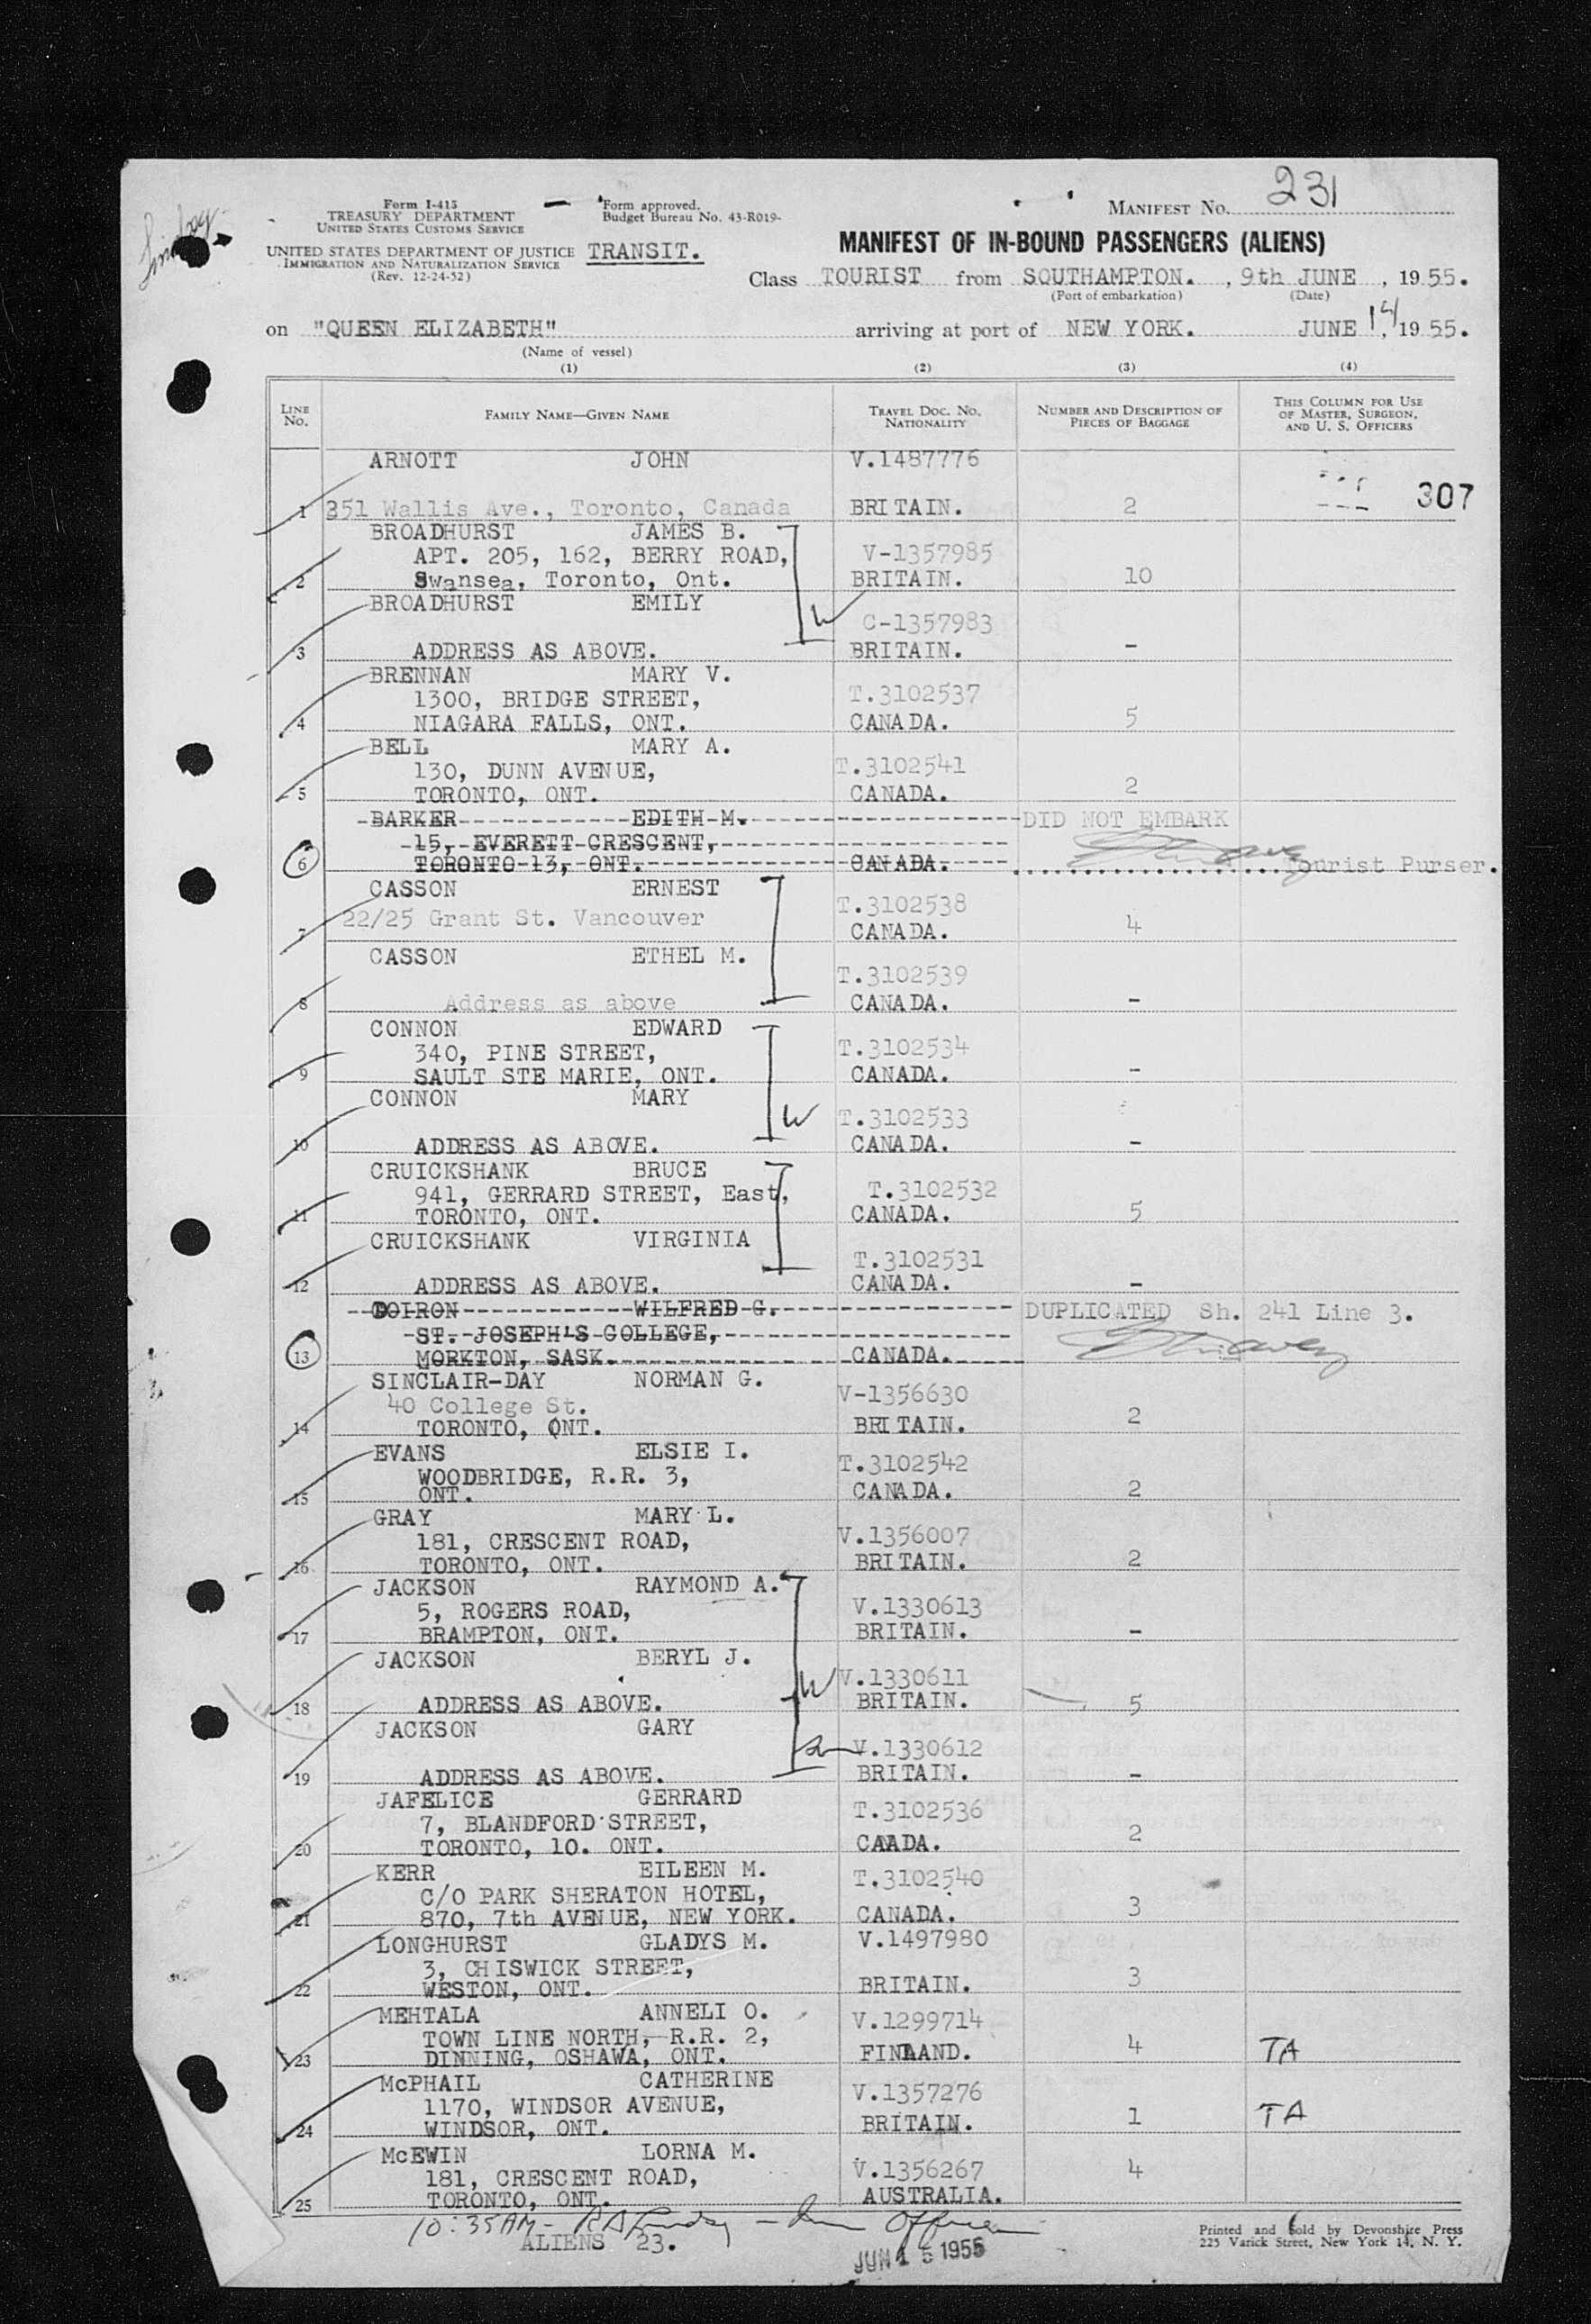 231
Form I-415
TREASURY DEPARTMENT
UNITED STATES CUSTOMS SERVICE
Form approved.
Budget Bureau No. 43-R019-
MANIFEST NO.
UNITED STATES DEPARTMENT OF JUSTICE
IMMIGRATION AND NATURALIZATION SERVICE
(Rev. 12-24-52)
TRANSIT.
MANIFEST OF IN-BOUND PASSENGERS (ALIENS)
Class TOURIST from SOUTHAMPTON. , 9th JUNE , 1955.
(Port of embarkation) (Date)
on "QUEEN ELIZABETH" arriving at port of NEW YORK. JUNE 14, 1955.
(Name of vessel)
(1) (2) (3) (4)
LINE NO. FAMILY NAME—GIVEN NAME TRAVEL DOC. NO. NATIONALITY NUMBER AND DESCRIPTION OF PIECES OF BAGGAGE THIS COLUMN FOR USE OF MASTER, SURGEON, AND U. S. OFFICERS
ARNOTT JOHN V.1487776
307
1 351 Wallis Ave., Toronto, Canada BRITAIN. 2
BROADHURST JAMES B.
APT. 205, 162, BERRY ROAD, V-1357985
2 Swansea, Toronto, Ont. BRITAIN. 10
BROADHURST EMILY
W C-1357983
3 ADDRESS AS ABOVE. BRITAIN. -
BRENNAN MARY V.
1300, BRIDGE STREET, T.3102537
4 NIAGARA FALLS, ONT. CANADA. 5
BELL MARY A.
130, DUNN AVENUE, T.3102541
5 TORONTO, ONT. CANADA. 2
BARKER EDITH M. DID NOT EMBARK
15, EVERETT CRESCENT,
6 TORONTO 13, ONT. CANADA. Tourist Purser.
CASSON ERNEST
22/25 Grant St. Vancouver T.3102538
7 CANADA. 4
CASSON ETHEL M.
T.3102539
8 Address as above CANADA. -
CONNON EDWARD
340, PINE STREET, T.3102534
9 SAULT STE MARIE, ONT. CANADA. -
CONNON MARY
W T.3102533
10 ADDRESS AS ABOVE. CANADA. -
CRUICKSHANK BRUCE
941, GERRARD STREET, East, T.3102532
11 TORONTO, ONT. CANADA. 5
CRUICKSHANK VIRGINIA
T.3102531
12 ADDRESS AS ABOVE. CANADA. -
DOIRON WILFRED G. DUPLICATED Sh. 241 Line 3.
ST. JOSEPH'S COLLEGE,
13 MORKTON, SASK. CANADA.
SINCLAIR-DAY NORMAN G.
40 College St. V-1356630
14 TORONTO, ONT. BRITAIN. 2
EVANS ELSIE I.
WOODBRIDGE, R.R. 3, T.3102542
15 ONT. CANADA. 2
GRAY MARY L.
181, CRESCENT ROAD, V.1356007
16 TORONTO, ONT. BRITAIN. 2
JACKSON RAYMOND A.
5, ROGERS ROAD, V.1330613
17 BRAMPTON, ONT. BRITAIN. -
JACKSON BERYL J.
W V.1330611
18 ADDRESS AS ABOVE. BRITAIN. 5
JACKSON GARY
V.1330612
19 ADDRESS AS ABOVE. BRITAIN. -
JAFELICE GERRARD
7, BLANDFORD STREET, T.3102536
20 TORONTO, 10. ONT. CANADA. 2
KERR EILEEN M.
C/O PARK SHERATON HOTEL, T.3102540
21 870, 7th AVENUE, NEW YORK. CANADA. 3
LONGHURST GLADYS M. V.1497980
3, CHISWICK STREET,
22 WESTON, ONT. BRITAIN. 3
MEHTALA ANNELI O.
TOWN LINE NORTH, R.R. 2, V.1299714
23 DINNING, OSHAWA, ONT. FINLAND. 4 TA
McPHAIL CATHERINE
1170, WINDSOR AVENUE, V.1357276
24 WINDSOR, ONT. BRITAIN. 1 TA
McEWIN LORNA M.
181, CRESCENT ROAD, V.1356267 4
25 TORONTO, ONT. AUSTRALIA.
10:35AM- Officer
ALIENS 23.
JUN 15 1955
Printed and Sold by Devonshire Press
225 Varick Street, New York 14, N. Y.